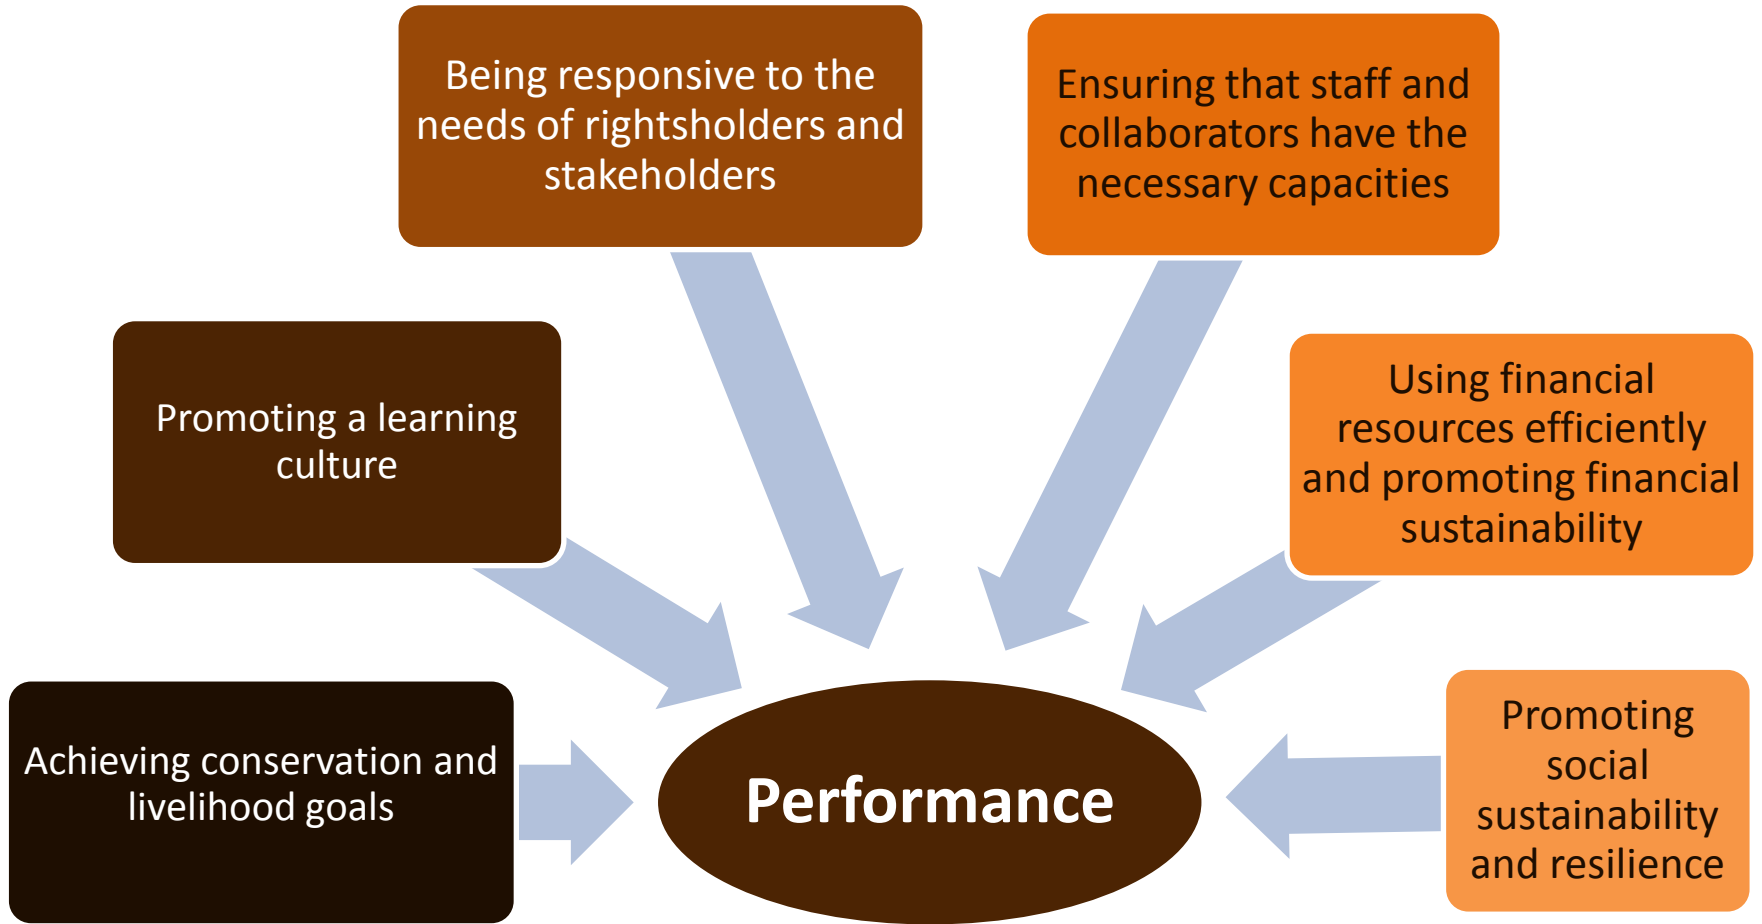 Being responsive to the
needs of rightsholders and
stakeholders
Ensuring that staff and
collaborators have the
necessary capacities
Promoting a learning
culture
Using financial
resources efficiently
and promoting financial
sustainability
Achieving conservation and
livelihood goals
Performance
Promoting
social
sustainability
and resilience